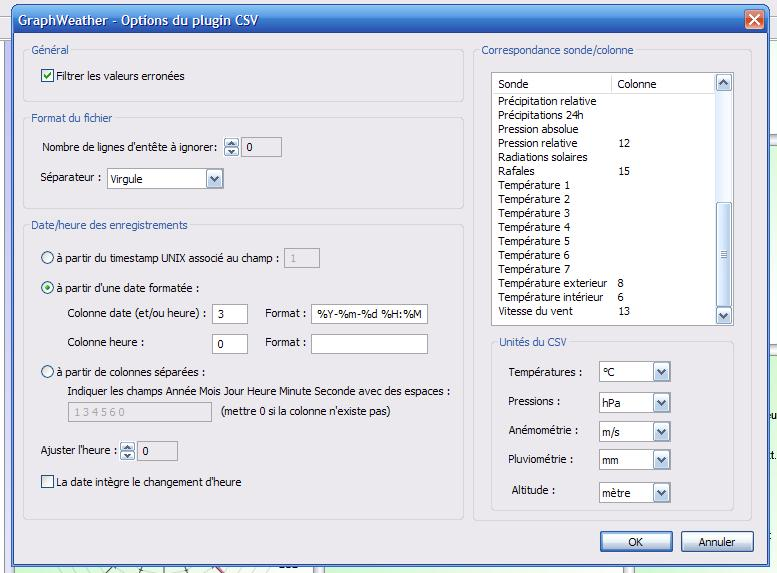 GraphWeather - Options du plugin CSV
Général
Filtrer les valeurs erronées
Format du fichier
Nombre de lignes d'entête à ignorer: 0
Séparateur : Virgule
Date/heure des enregistrements
à partir du timestamp UNIX associé au champ : 1
à partir d'une date formatée :
Colonne date (et/ou heure) : 3 Format : %Y-%m-%d %H:%M
Colonne heure : 0 Format :
à partir de colonnes séparées :
Indiquer les champs Année Mois Jour Heure Minute Seconde avec des espaces :
1 3 4 5 6 0 (mettre 0 si la colonne n'existe pas)
Ajuster l'heure : 0
La date intègre le changement d'heure
Correspondance sonde/colonne
Sonde Colonne
Précipitation relative
Précipitations 24h
Pression absolue
Pression relative 12
Radiations solaires
Rafales 15
Température 1
Température 2
Température 3
Température 4
Température 5
Température 6
Température 7
Température exterieur 8
Température intérieur 6
Vitesse du vent 13
Unités du CSV
Températures : °C
Pressions : hPa
Anémométrie : m/s
Pluviométrie : mm
Altitude : mètre
OK Annuler